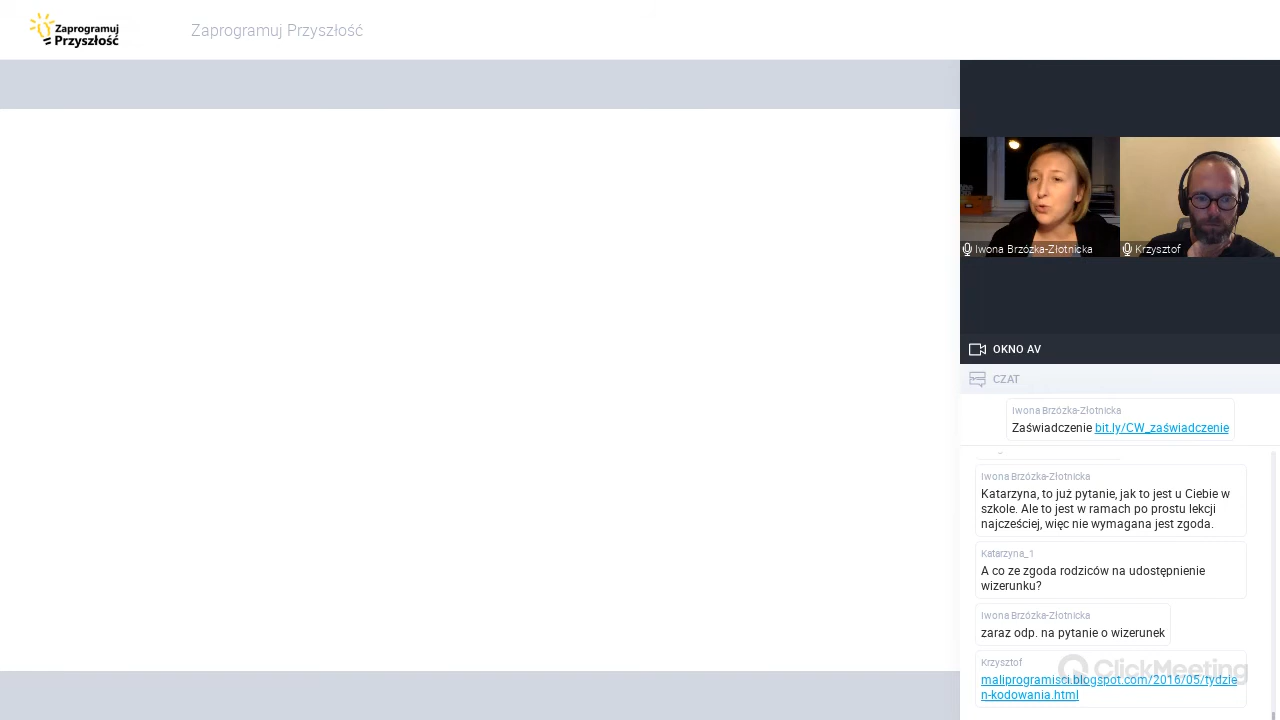 Zaprogramuj
Przyszłość
Zaprogramuj Przyszłość
Iwona Brzózka-Złotnicka
Krzysztof
OKNO AV
CZAT
Iwona Brzózka-Złotnicka
Zaświadczenie bit.ly/CW_zaświadczenie
Iwona Brzózka-Złotnicka
Katarzyna, to już pytanie, jak to jest u Ciebie w
szkole. Ale to jest w ramach po prostu lekcji
najcześciej, więc nie wymagana jest zgoda.
Katarzyna_1
A co ze zgoda rodziców na udostępnienie
wizerunku?
Iwona Brzózka-Złotnicka
zaraz odp. na pytanie o wizerunek
Krzysztof
maliprogramisci.blogspot.com/2016/05/tydzie
n-kodowania.html
ClickMeeting